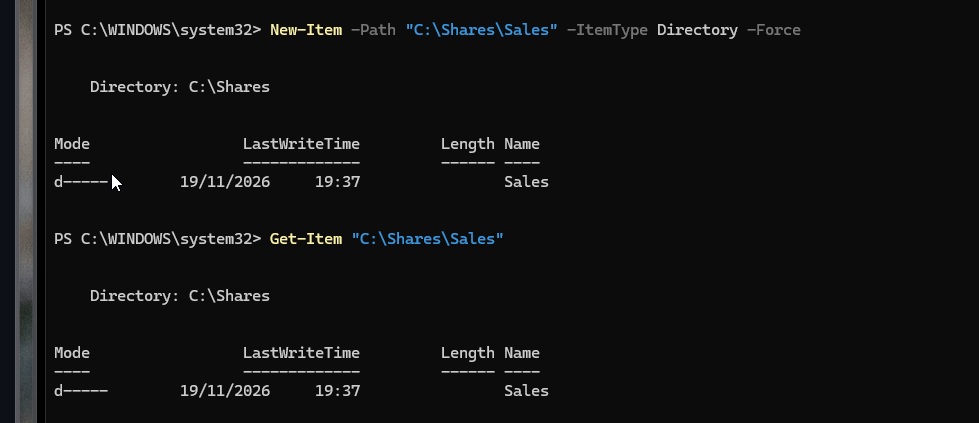 PS C:\WINDOWS\system32> New-Item -Path "C:\Shares\Sales" -ItemType Directory -Force
Directory: C:\Shares
Mode LastWriteTime Length Name
---- ------------- ------ ----
d----- 19/11/2026 19:37 Sales
PS C:\WINDOWS\system32> Get-Item "C:\Shares\Sales"
Directory: C:\Shares
Mode LastWriteTime Length Name
---- ------------- ------ ----
d----- 19/11/2026 19:37 Sales